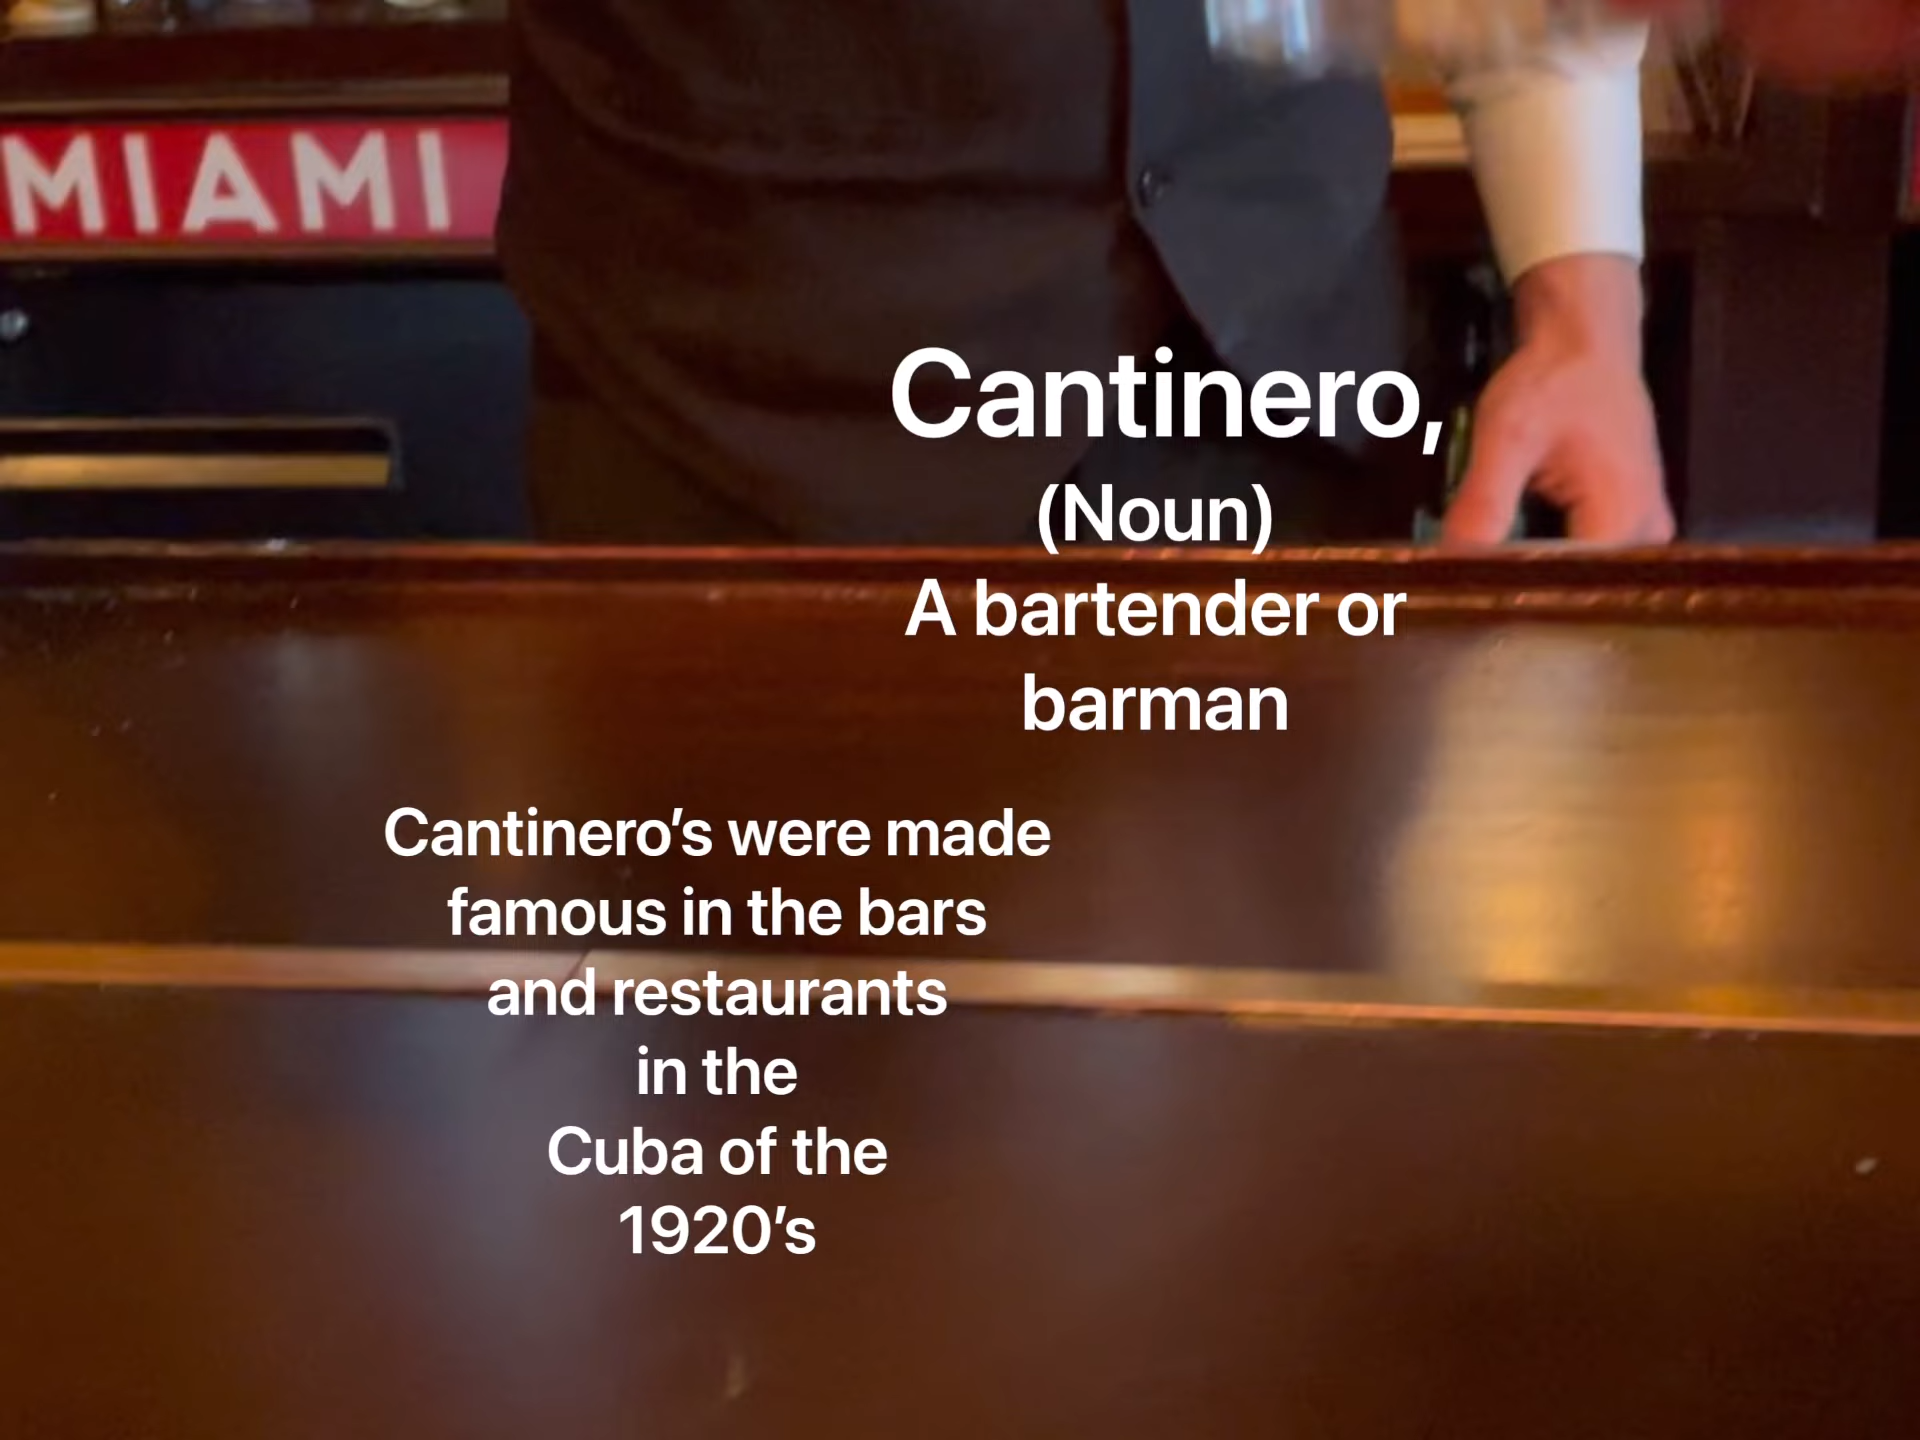 MIAMI
Cantinero,
(Noun)
A bartender or
barman
Cantinero’s were made
famous in the bars
and restaurants
in the
Cuba of the
1920’s